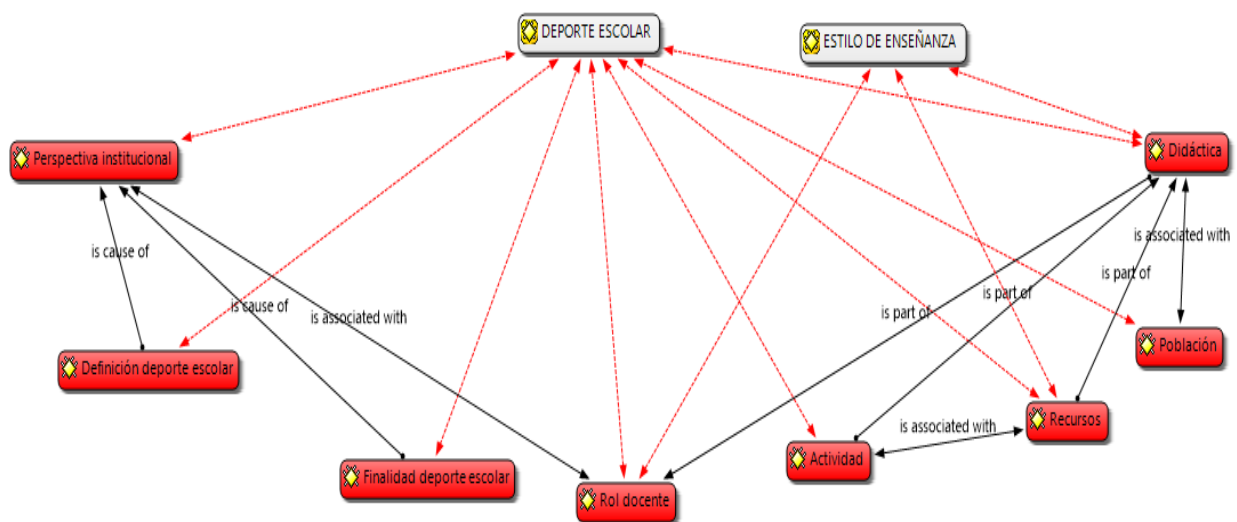 DEPORTE ESCOLAR
ESTILO DE ENSEÑANZA
Perspectiva institucional
Didáctica
is cause of
is associated with
is part of
is cause of
is associated with
is part of
is part of
Definición deporte escolar
Población
Recursos
is associated with
Actividad
Finalidad deporte escolar
Rol docente